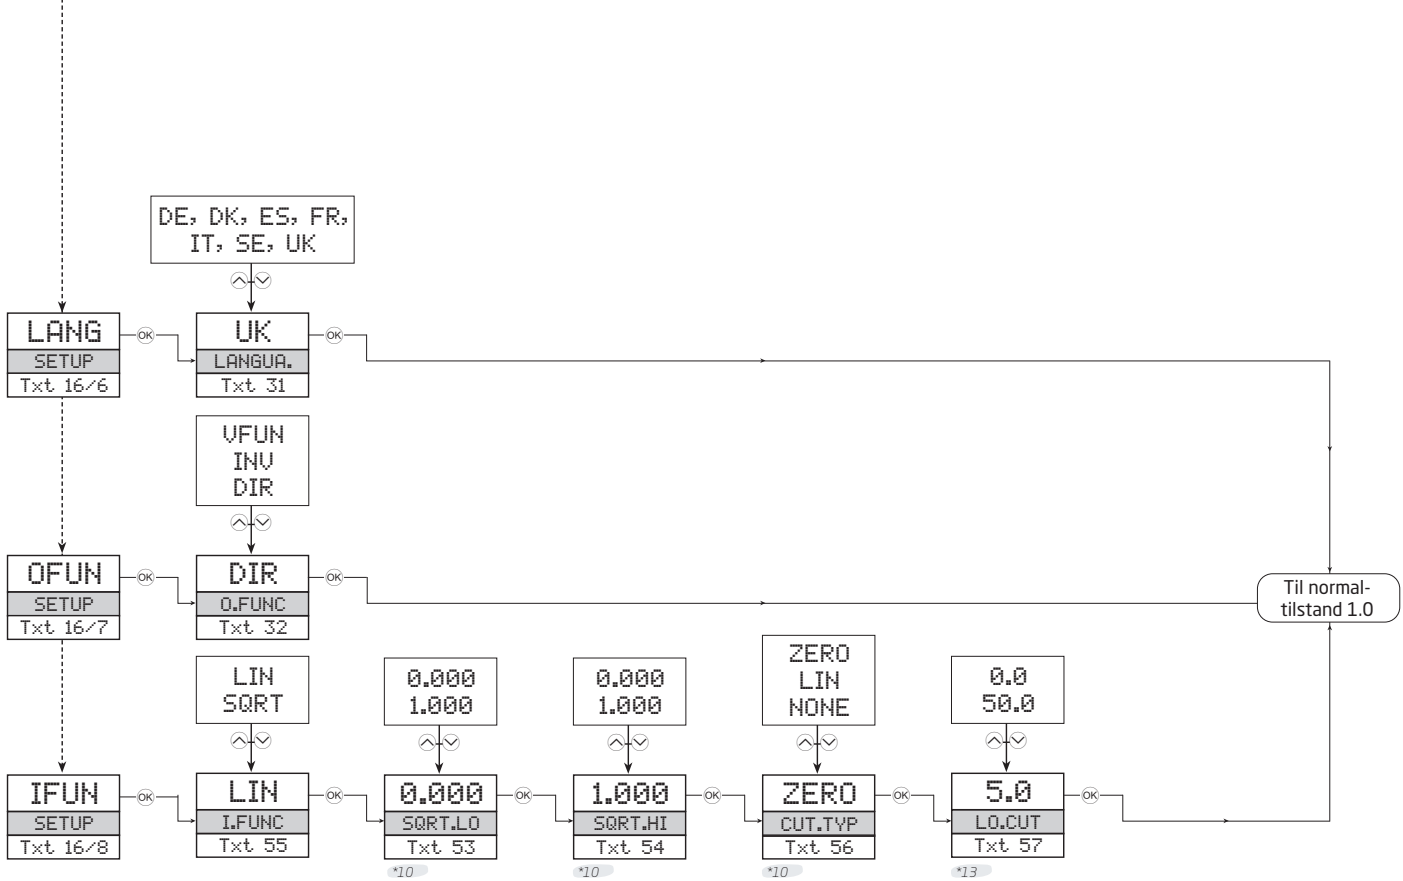 DE, DK, ES, FR,
IT, SE, UK
LANG
SETUP
Txt 16/6
OK
UK
LANGUA.
Txt 31
OK
VFUN
INV
DIR
OFUN
SETUP
Txt 16/7
OK
DIR
O.FUNC
Txt 32
OK
Til normal-
tilstand 1.0
LIN
SQRT
0.000
1.000
0.000
1.000
ZERO
LIN
NONE
0.0
50.0
IFUN
SETUP
Txt 16/8
OK
LIN
I.FUNC
Txt 55
OK
0.000
SQRT.LO
Txt 53
*10
OK
1.000
SQRT.HI
Txt 54
*10
OK
ZERO
CUT.TYP
Txt 56
*10
OK
5.0
LO.CUT
Txt 57
*13
OK